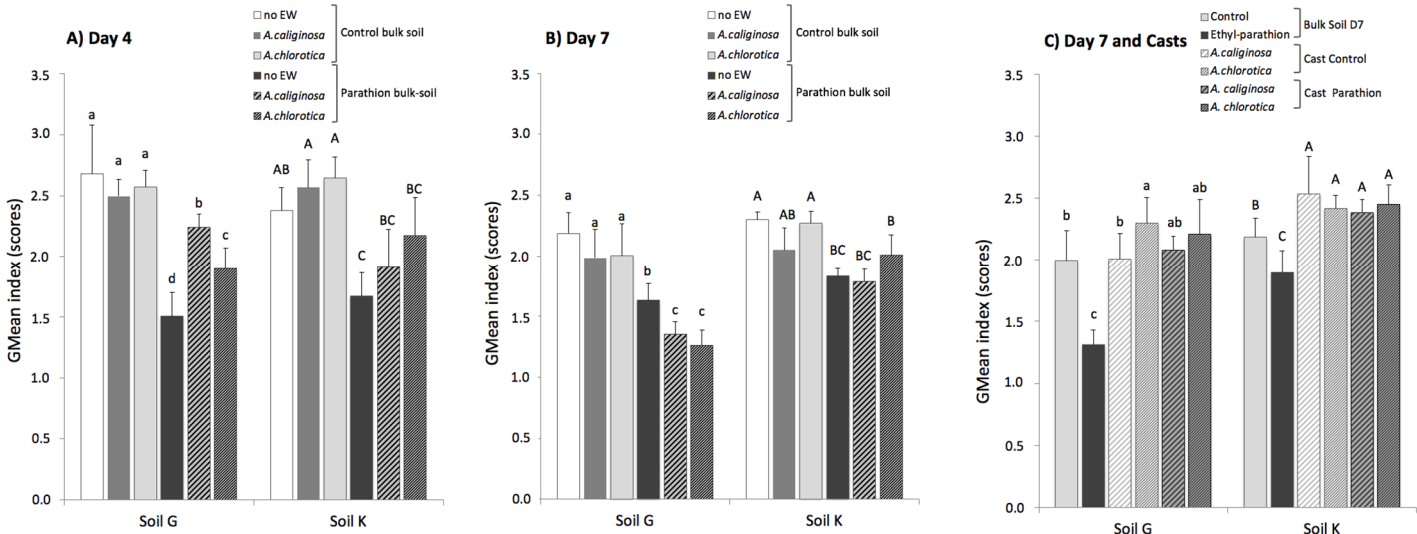 A) Day 4
no EW
A.caliginosa
A.chlorotica
Control bulk soil
no EW
A.caliginosa
A.chlorotica
Parathion bulk-soil
GMean index (scores)
3.5
3.0
2.5
2.0
1.5
1.0
0.5
0.0
a
a
a
d
b
c
AB
A
A
C
BC
BC
Soil G
Soil K
B) Day 7
no EW
A.caliginosa
A.chlorotica
Control bulk soil
no EW
A.caliginosa
A.chlorotica
Parathion bulk soil
GMean index (scores)
3.5
3.0
2.5
2.0
1.5
1.0
0.5
0.0
a
a
a
b
c
c
A
AB
A
BC
BC
B
Soil G
Soil K
C) Day 7 and Casts
Control
Ethyl-parathion
Bulk Soil D7
A.caliginosa
A.chlorotica
Cast Control
A. caliginosa
A. chlorotica
Cast Parathion
GMean index (scores)
3.5
3.0
2.5
2.0
1.5
1.0
0.5
0.0
b
c
b
a
ab
ab
B
C
A
A
A
A
Soil G
Soil K